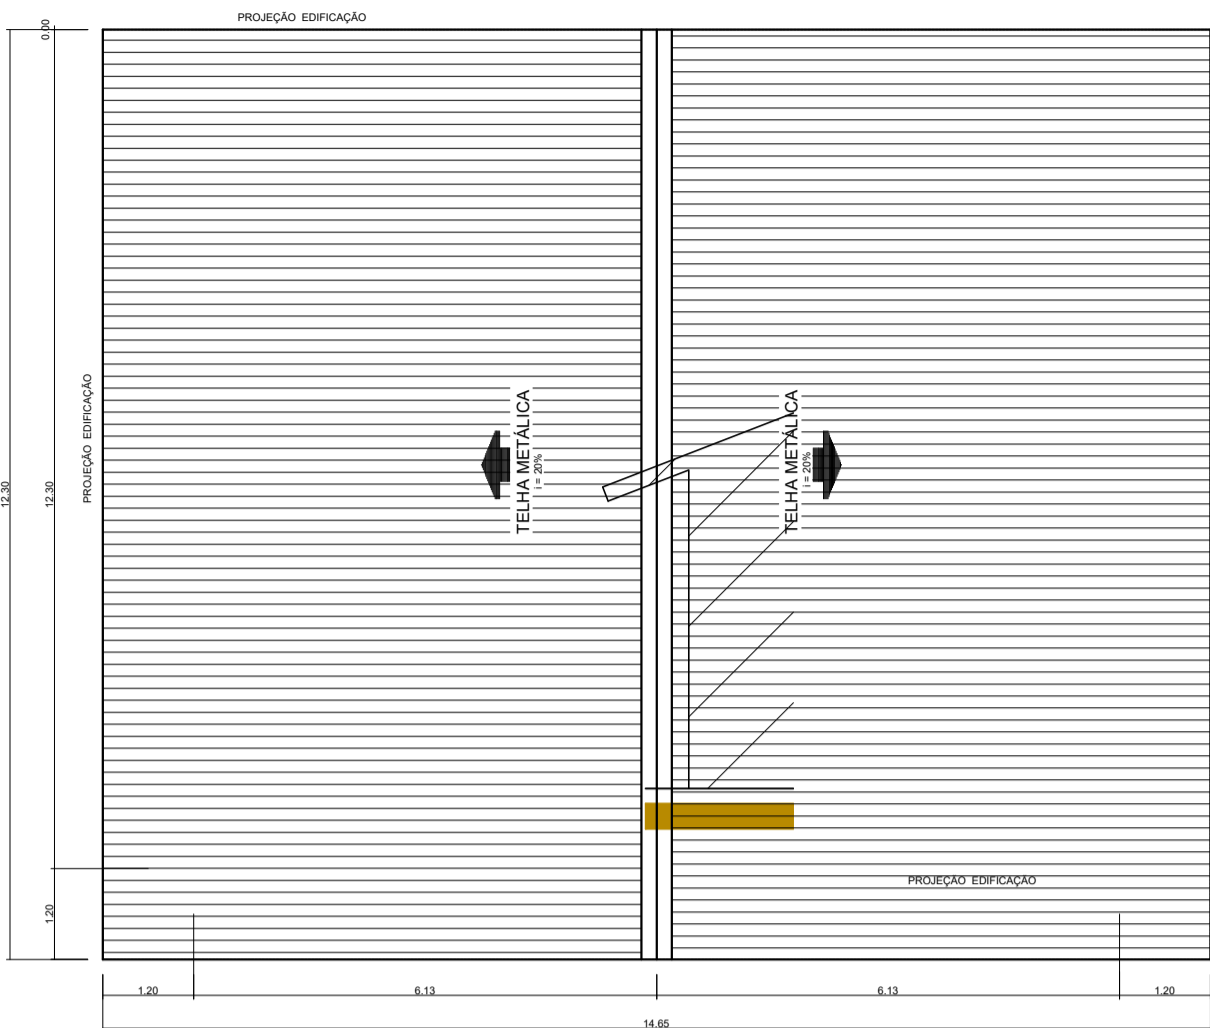 PROJEÇÃO EDIFICAÇÃO
0.00
PROJEÇÃO EDIFICAÇÃO
12.30
12.30
TELHA METÁLICA
i = 20%
TELHA METÁLICA
i = 20%
PROJEÇÃO EDIFICAÇÃO
1.20
1.20
6.13
6.13
1.20
14.65